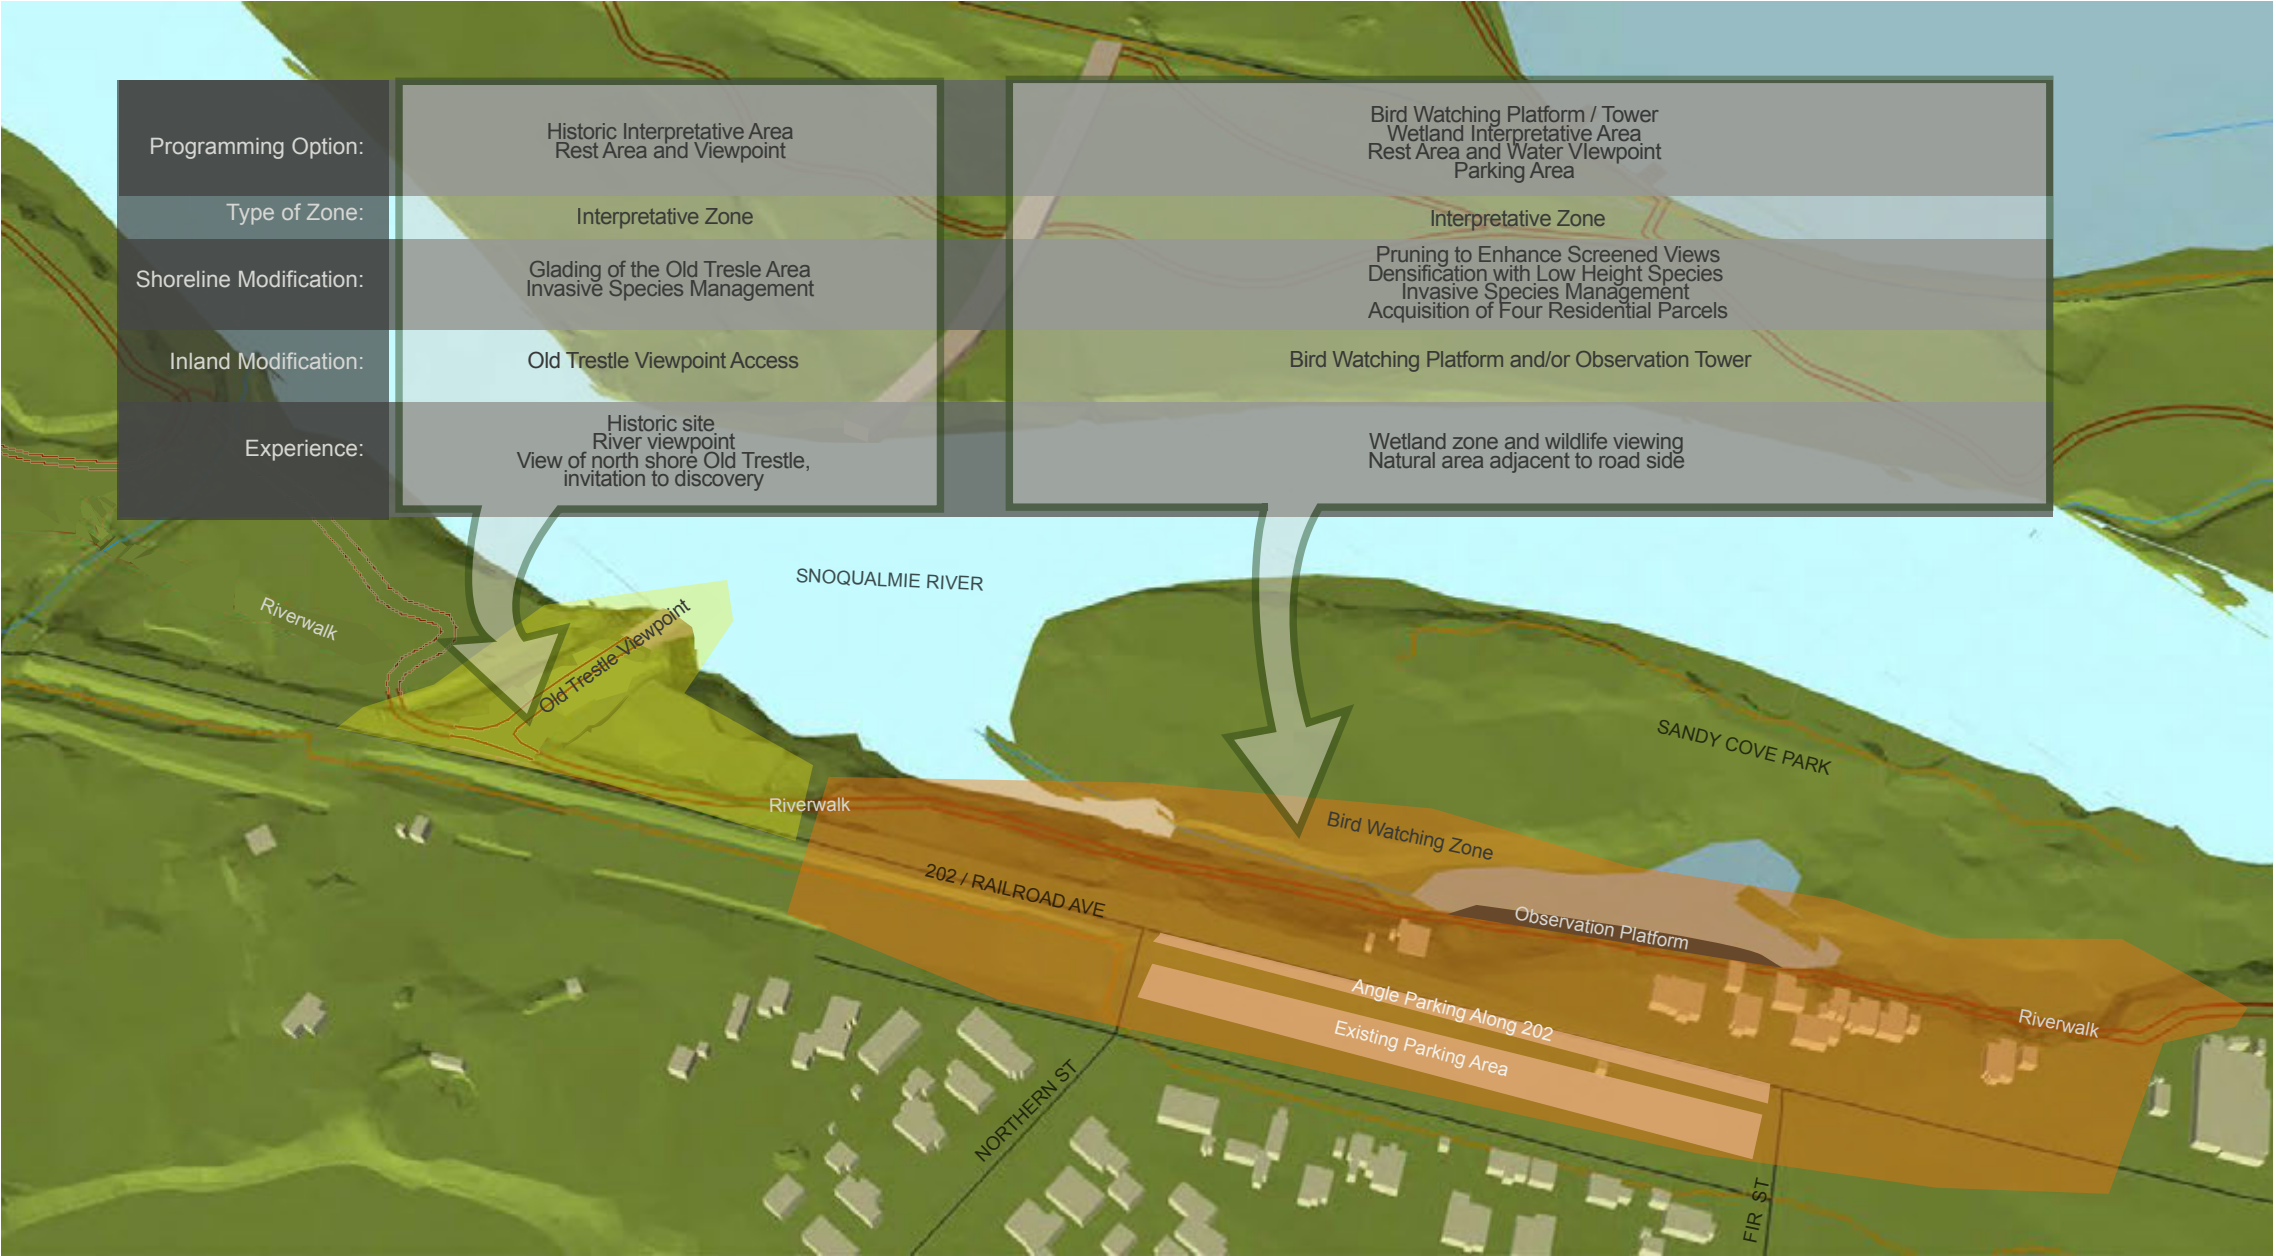 Programming Option:
Historic Interpretative Area
Rest Area and Viewpoint
Bird Watching Platform / Tower
Wetland Interpretative Area
Rest Area and Water VIewpoint
Parking Area
Type of Zone:
Interpretative Zone
Interpretative Zone
Shoreline Modification:
Glading of the Old Tresle Area
Invasive Species Management
Pruning to Enhance Screened Views
Densification with Low Height Species
Invasive Species Management
Acquisition of Four Residential Parcels
Inland Modification:
Old Trestle Viewpoint Access
Bird Watching Platform and/or Observation Tower
Experience:
Historic site
River viewpoint
View of north shore Old Trestle,
invitation to discovery
Wetland zone and wildlife viewing
Natural area adjacent to road side
SNOQUALMIE RIVER
Riverwalk
Old Trestle Viewpoint
SANDY COVE PARK
Riverwalk
Bird Watching Zone
202 / RAILROAD AVE
Observation Platform
Angle Parking Along 202
Existing Parking Area
Riverwalk
NORTHERN ST
FIR ST